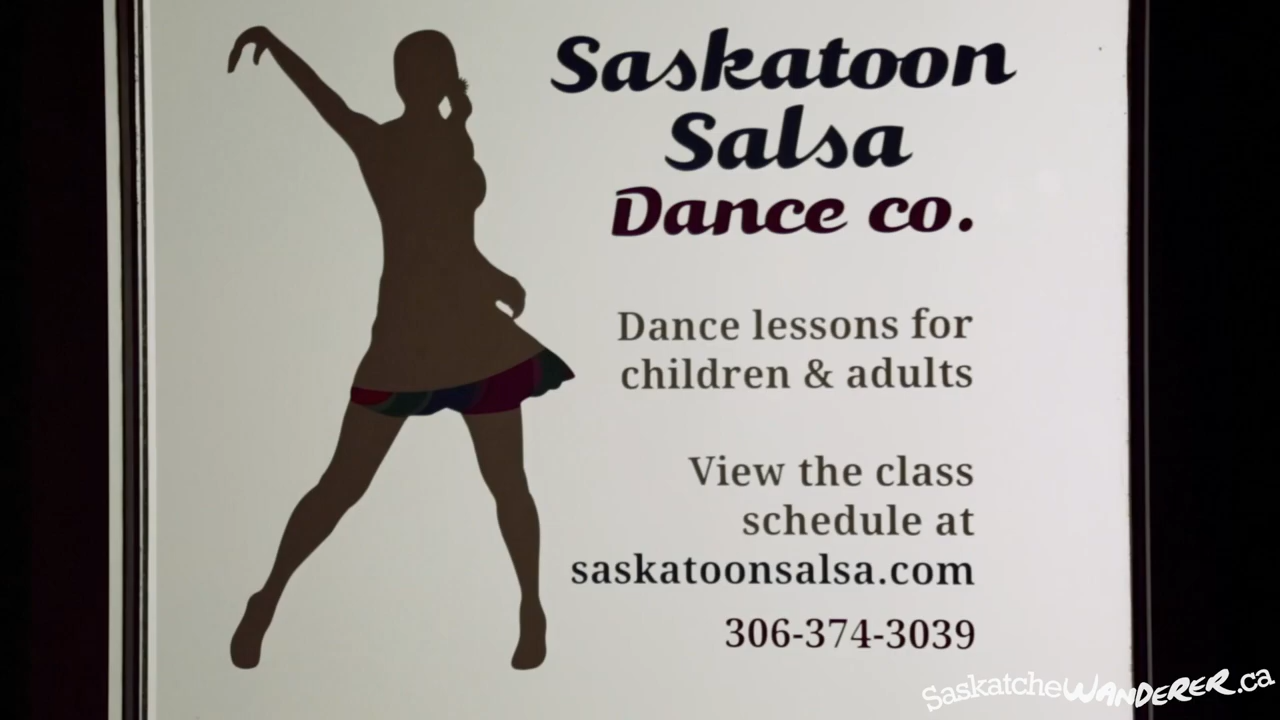 Saskatoon
Salsa
Dance co.
Dance lessons for
children & adults
View the class
schedule at
saskatoonsalsa.com
306-374-3039
SaskatcheWANDERER.ca